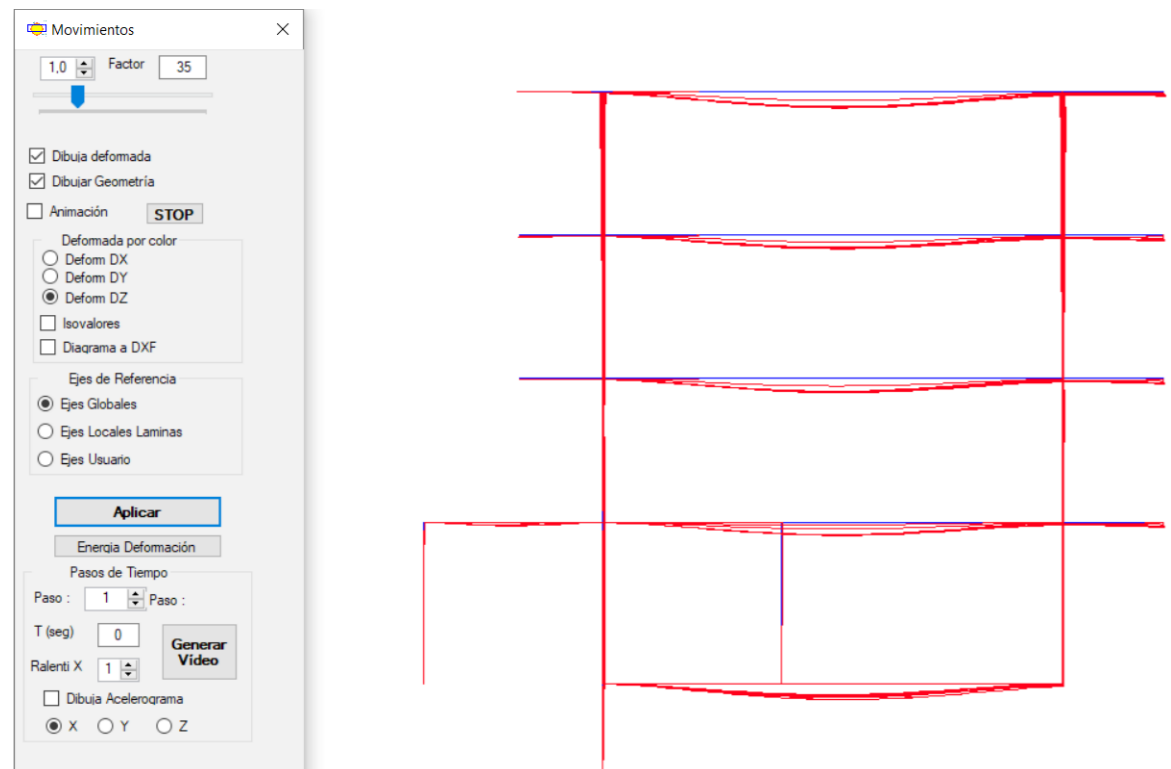 Movimientos
1,0 Factor 35
Dibuja deformada
Dibujar Geometría
Animación STOP
Deformada por color
Deform DX
Deform DY
Deform DZ
Isovalores
Diagrama a DXF
Ejes de Referencia
Ejes Globales
Ejes Locales Laminas
Ejes Usuario
Aplicar
Energia Deformación
Pasos de Tiempo
Paso : 1 Paso :
T (seg) 0
Generar
Vídeo
Ralenti X 1
Dibuja Acelerograma
X Y Z